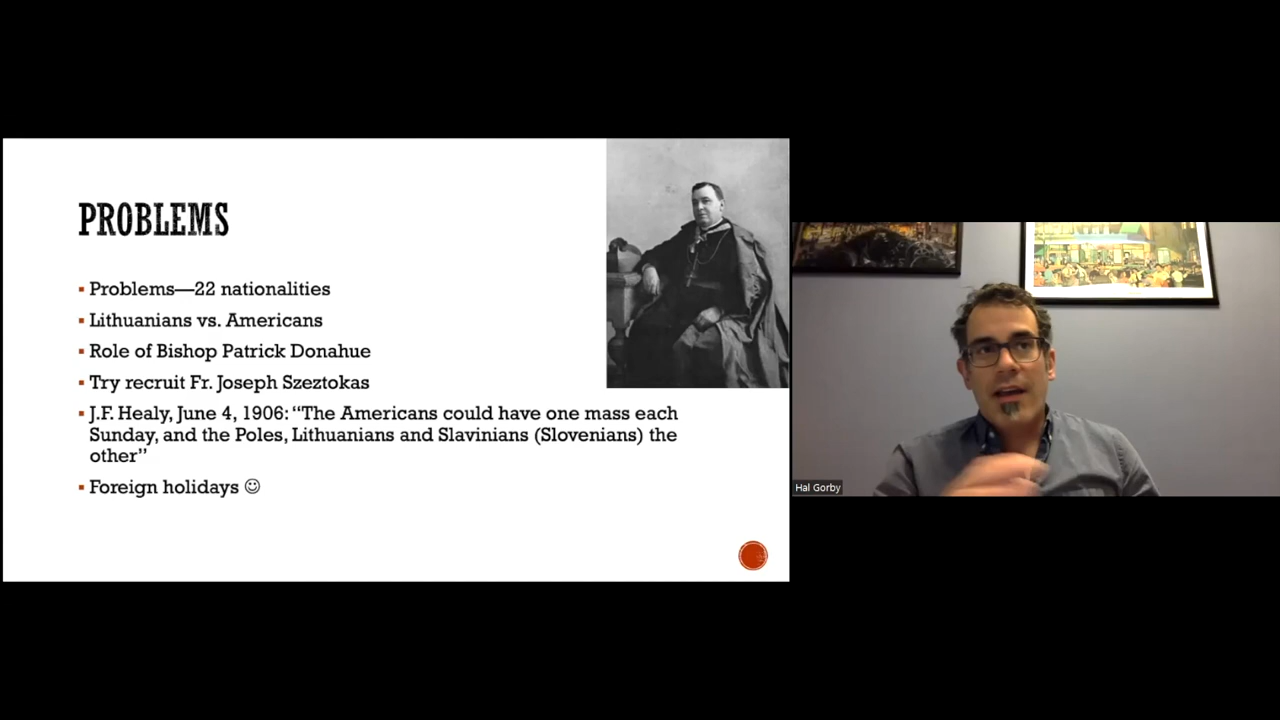 PROBLEMS
▪ Problems—22 nationalities
▪ Lithuanians vs. Americans
▪ Role of Bishop Patrick Donahue
▪ Try recruit Fr. Joseph Szeztokas
▪ J.F. Healy, June 4, 1906: “The Americans could have one mass each
Sunday, and the Poles, Lithuanians and Slavinians (Slovenians) the
other”
▪ Foreign holidays ☺
Hal Gorby